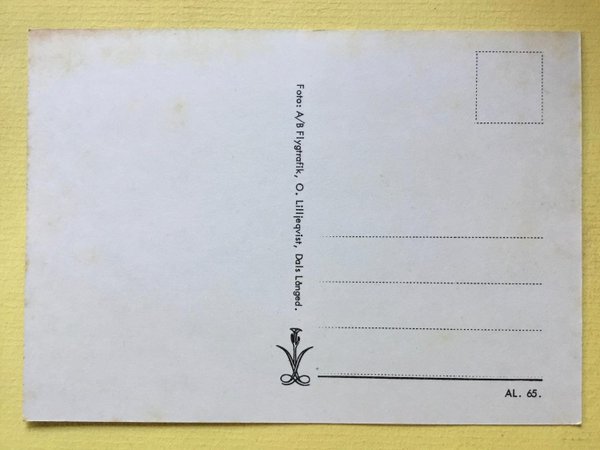 Foto: A/B Flygtrafik, O. Lilljeqvist, Dals Långed.
AL. 65.